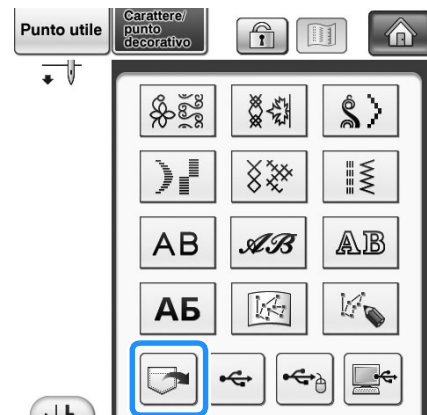 Punto utile
Carattere/
punto
decorativo
AB
AB
AB
АБ